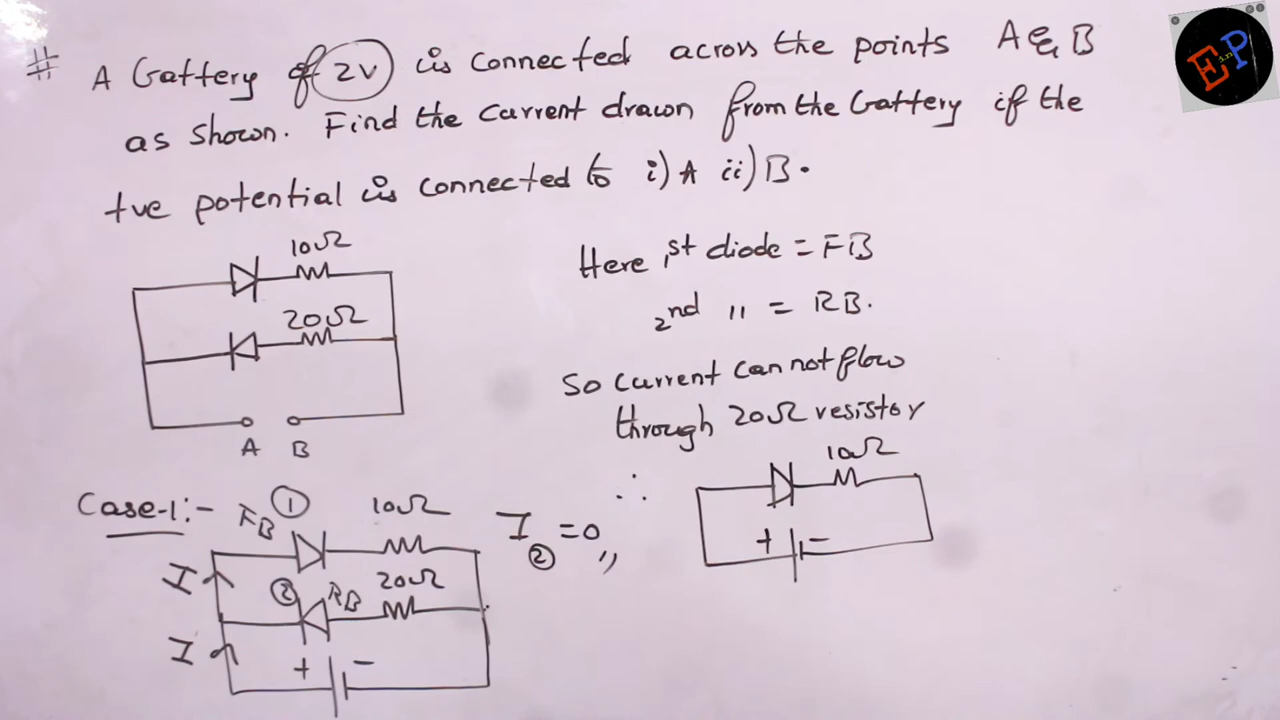 # A battery of 2V is connected across the points A & B
as shown. Find the current drawn from the battery if the
+ve potential is connected to i) A ii) B.
10Ω
20Ω
A B
Here 1st diode = FB
2nd " = RB.
So current can not flow
through 20Ω resistor
∴
10Ω
+ -
Case-1:-
FB ① 10Ω
I
② RB 20Ω
I
+ -
I② = 0,,
E in P